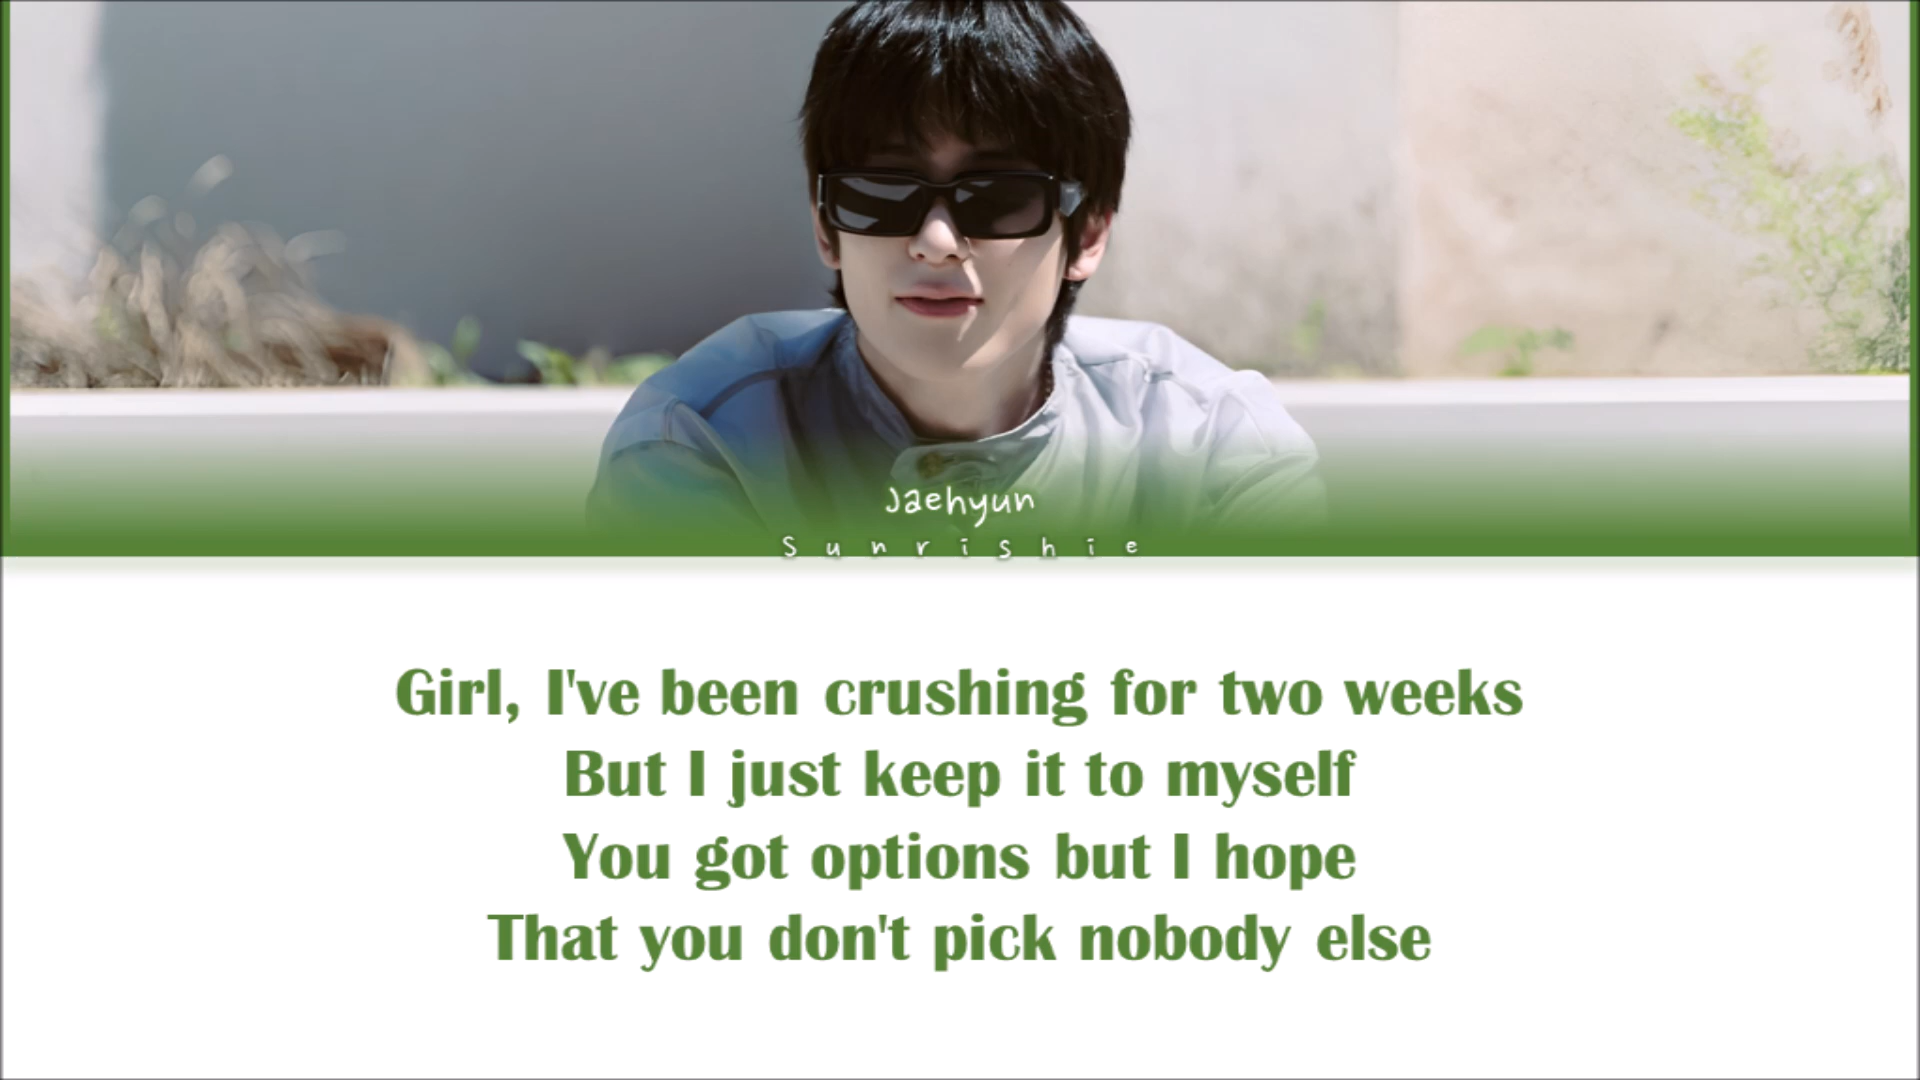 Jaehyun
Sunrishie
Girl, I've been crushing for two weeks
But I just keep it to myself
You got options but I hope
That you don't pick nobody else